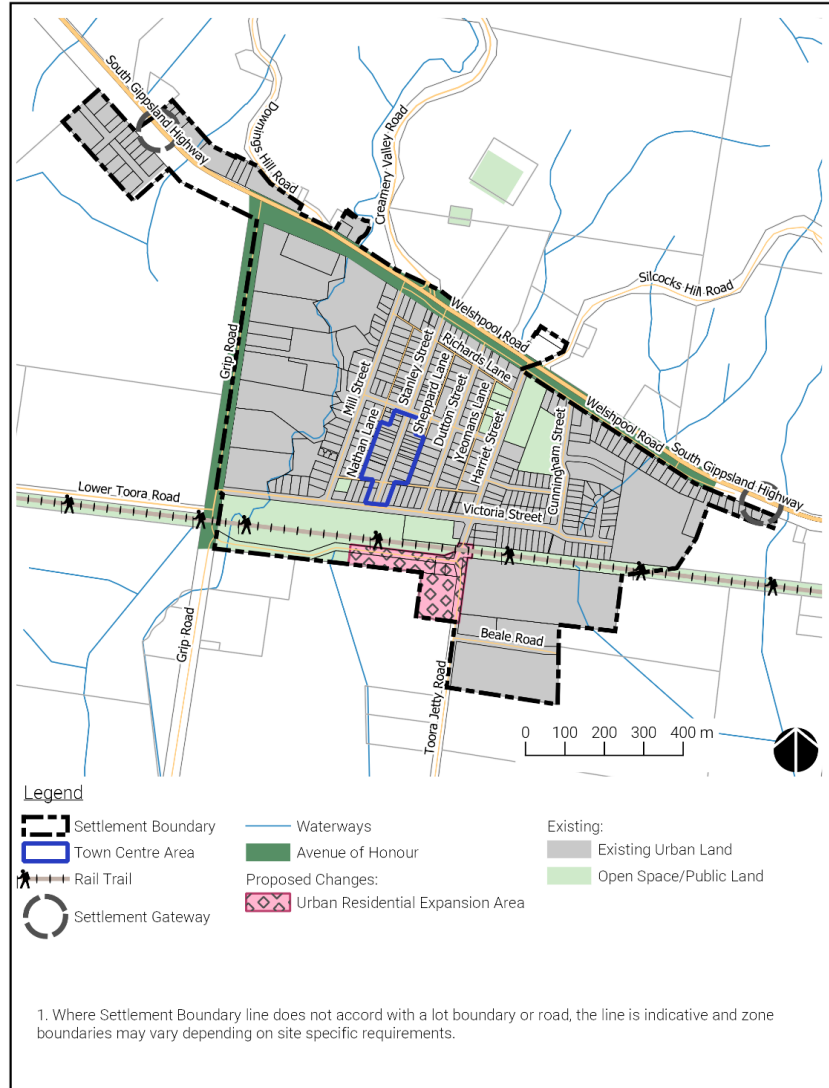 South Gippsland Highway
Downings Hill Road
Creamery Valley Road
Silcocks Hill Road
Welshpool Road
Richards Lane
Grip Road
Mill Street
Stanley Street
Sheppard Lane
Nathan Lane
Dutton Street
Yeomans Lane
Harriet Street
Cunningham Street
Welshpool Road
South Gippsland Highway
Lower Toora Road
Victoria Street
Grip Road
Beale Road
Toora Jetty Road
0 100 200 300 400 m
Legend
Settlement Boundary
Town Centre Area
Rail Trail
Settlement Gateway
Waterways
Avenue of Honour
Proposed Changes:
Urban Residential Expansion Area
Existing:
Existing Urban Land
Open Space/Public Land
1. Where Settlement Boundary line does not accord with a lot boundary or road, the line is indicative and zone
boundaries may vary depending on site specific requirements.